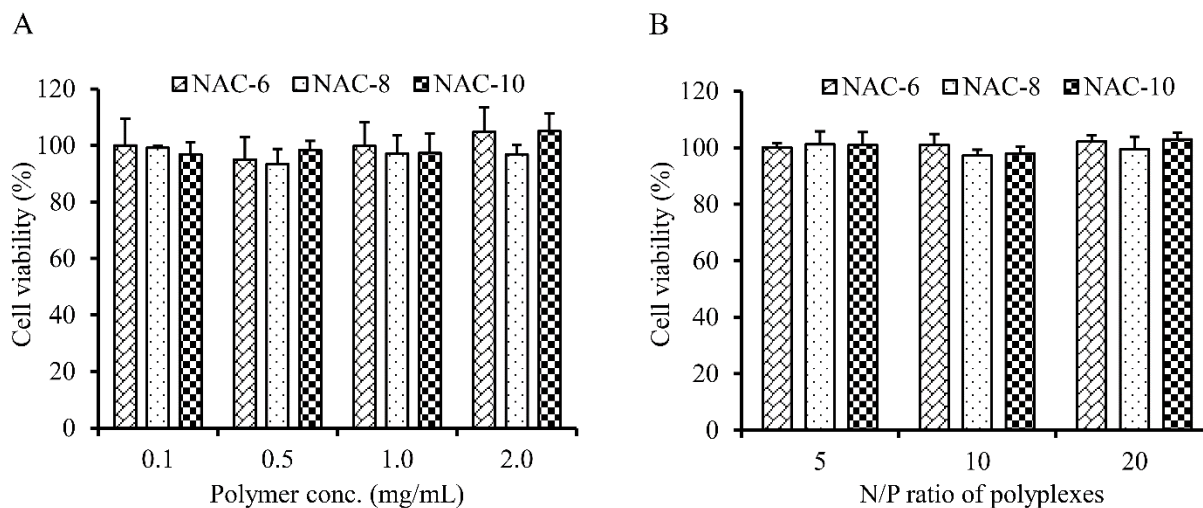 A
NAC-6 NAC-8 NAC-10
120
100
80
60
40
20
0
Cell viability (%)
0.1 0.5 1.0 2.0
Polymer conc. (mg/mL)
B
NAC-6 NAC-8 NAC-10
120
100
80
60
40
20
0
Cell viability (%)
5 10 20
N/P ratio of polyplexes